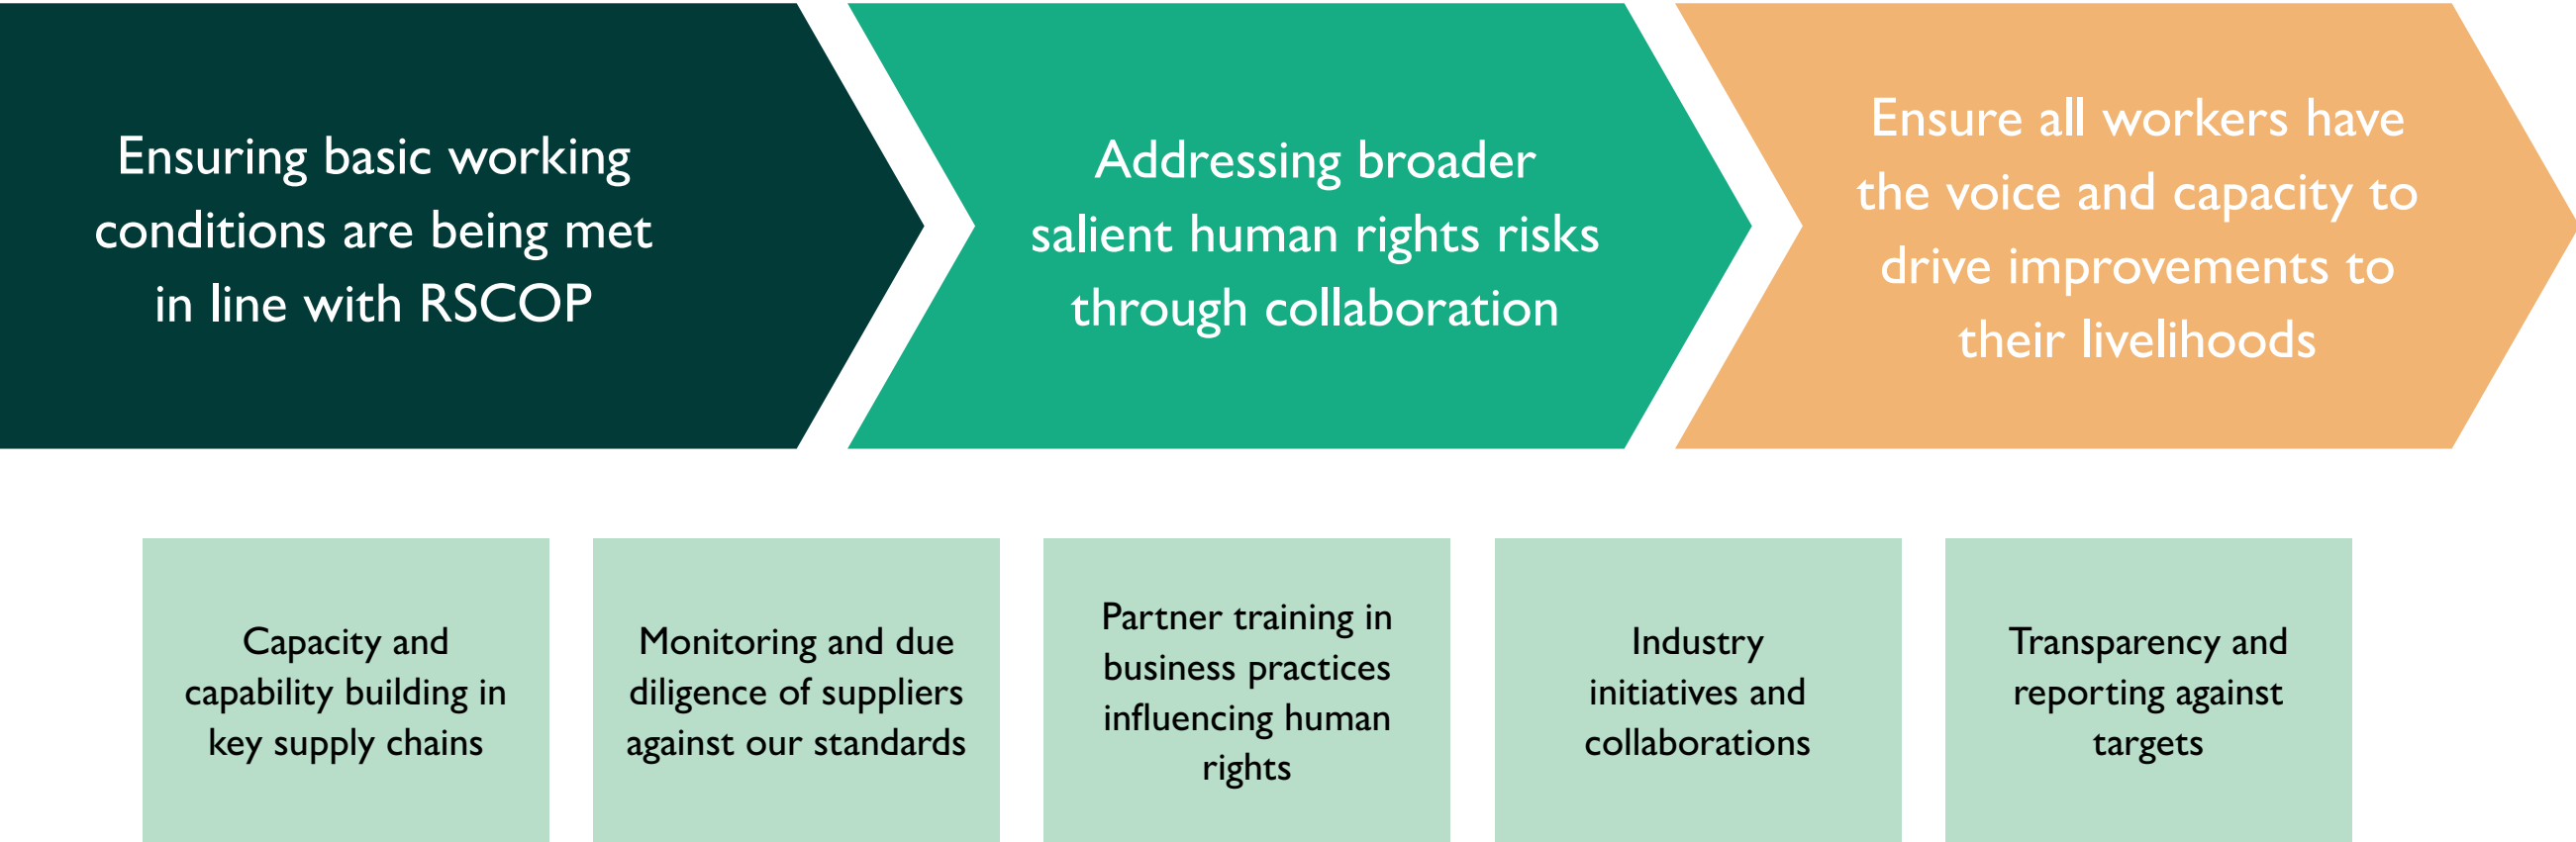 Ensuring basic working
conditions are being met
in line with RSCOP
Addressing broader
salient human rights risks
through collaboration
Ensure all workers have
the voice and capacity to
drive improvements to
their livelihoods
Capacity and
capability building in
key supply chains
Monitoring and due
diligence of suppliers
against our standards
Partner training in
business practices
influencing human
rights
Industry
initiatives and
collaborations
Transparency and
reporting against
targets